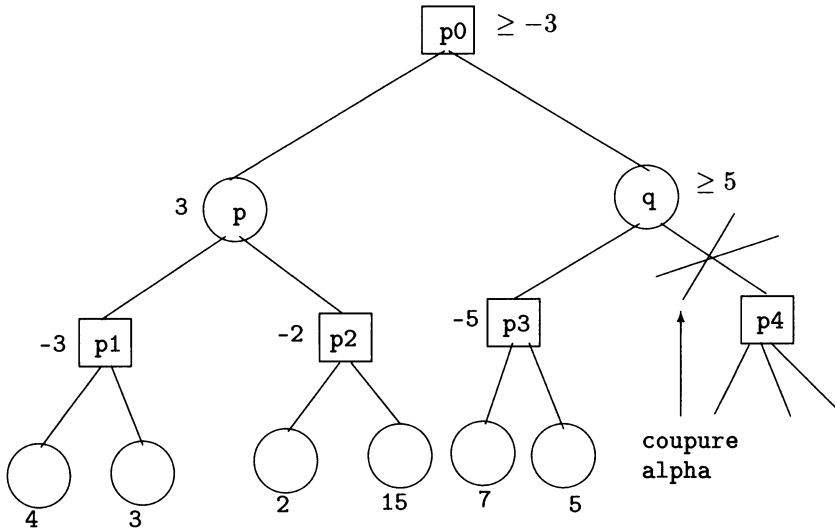 p0 ≥ −3
3 p
q ≥ 5
-3 p1
-2 p2
-5 p3
p4
4
3
2
15
7
5
coupure
alpha